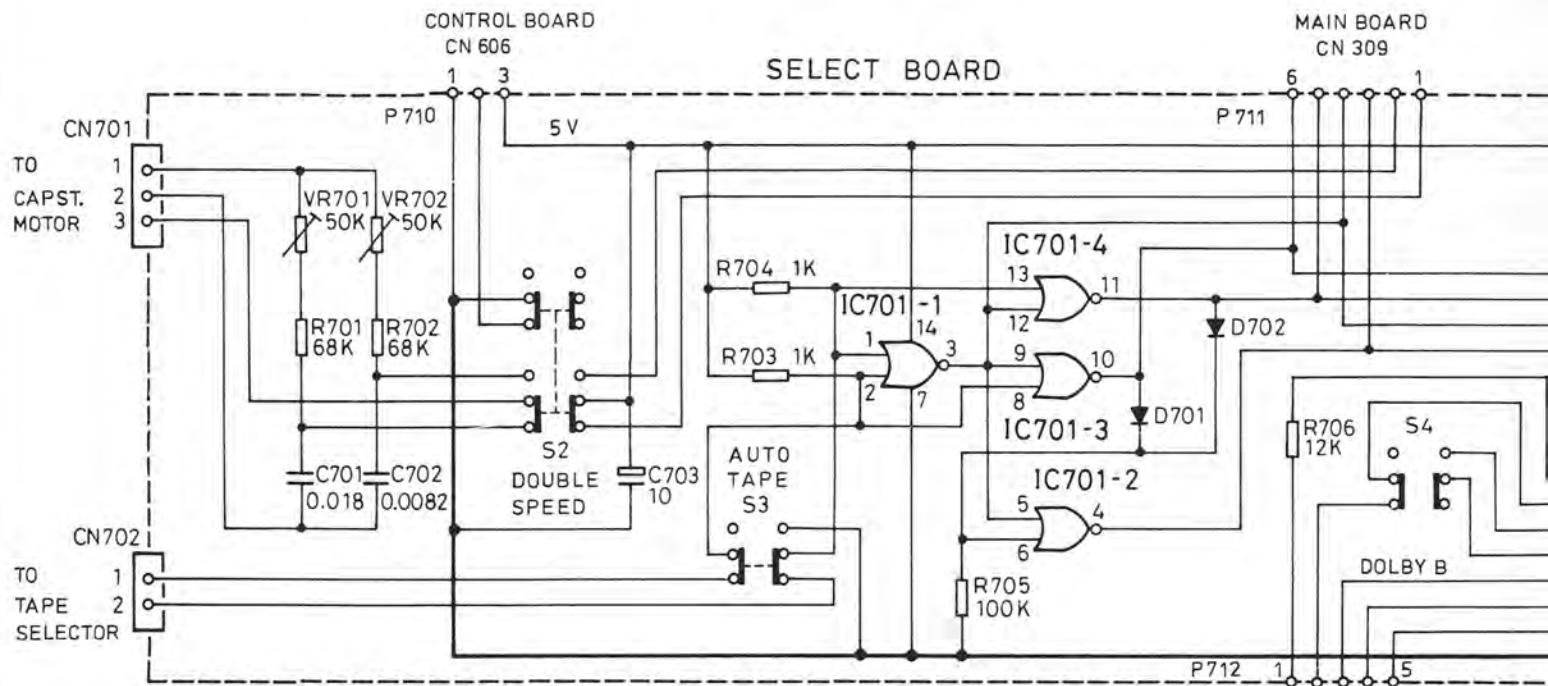 CONTROL BOARD
CN 606
1 3
SELECT BOARD
MAIN BOARD
CN 309
6 1
P 710
5 V
P 711
CN701
TO
CAPST.
MOTOR
1
2
3
VR701
50K
VR702
50K
R701
68K
R702
68K
C701
0.018
C702
0.0082
S2
DOUBLE
SPEED
C703
10
R704 1K
R703 1K
IC701-1
1
2
14
3
7
IC701-4
13
12
11
9
8
10
IC701-3
D702
D701
IC701-2
5
6
4
AUTO
TAPE
S3
R705
100K
R706
12K
S4
DOLBY B
CN702
TO
TAPE
SELECTOR
1
2
P712 1 5